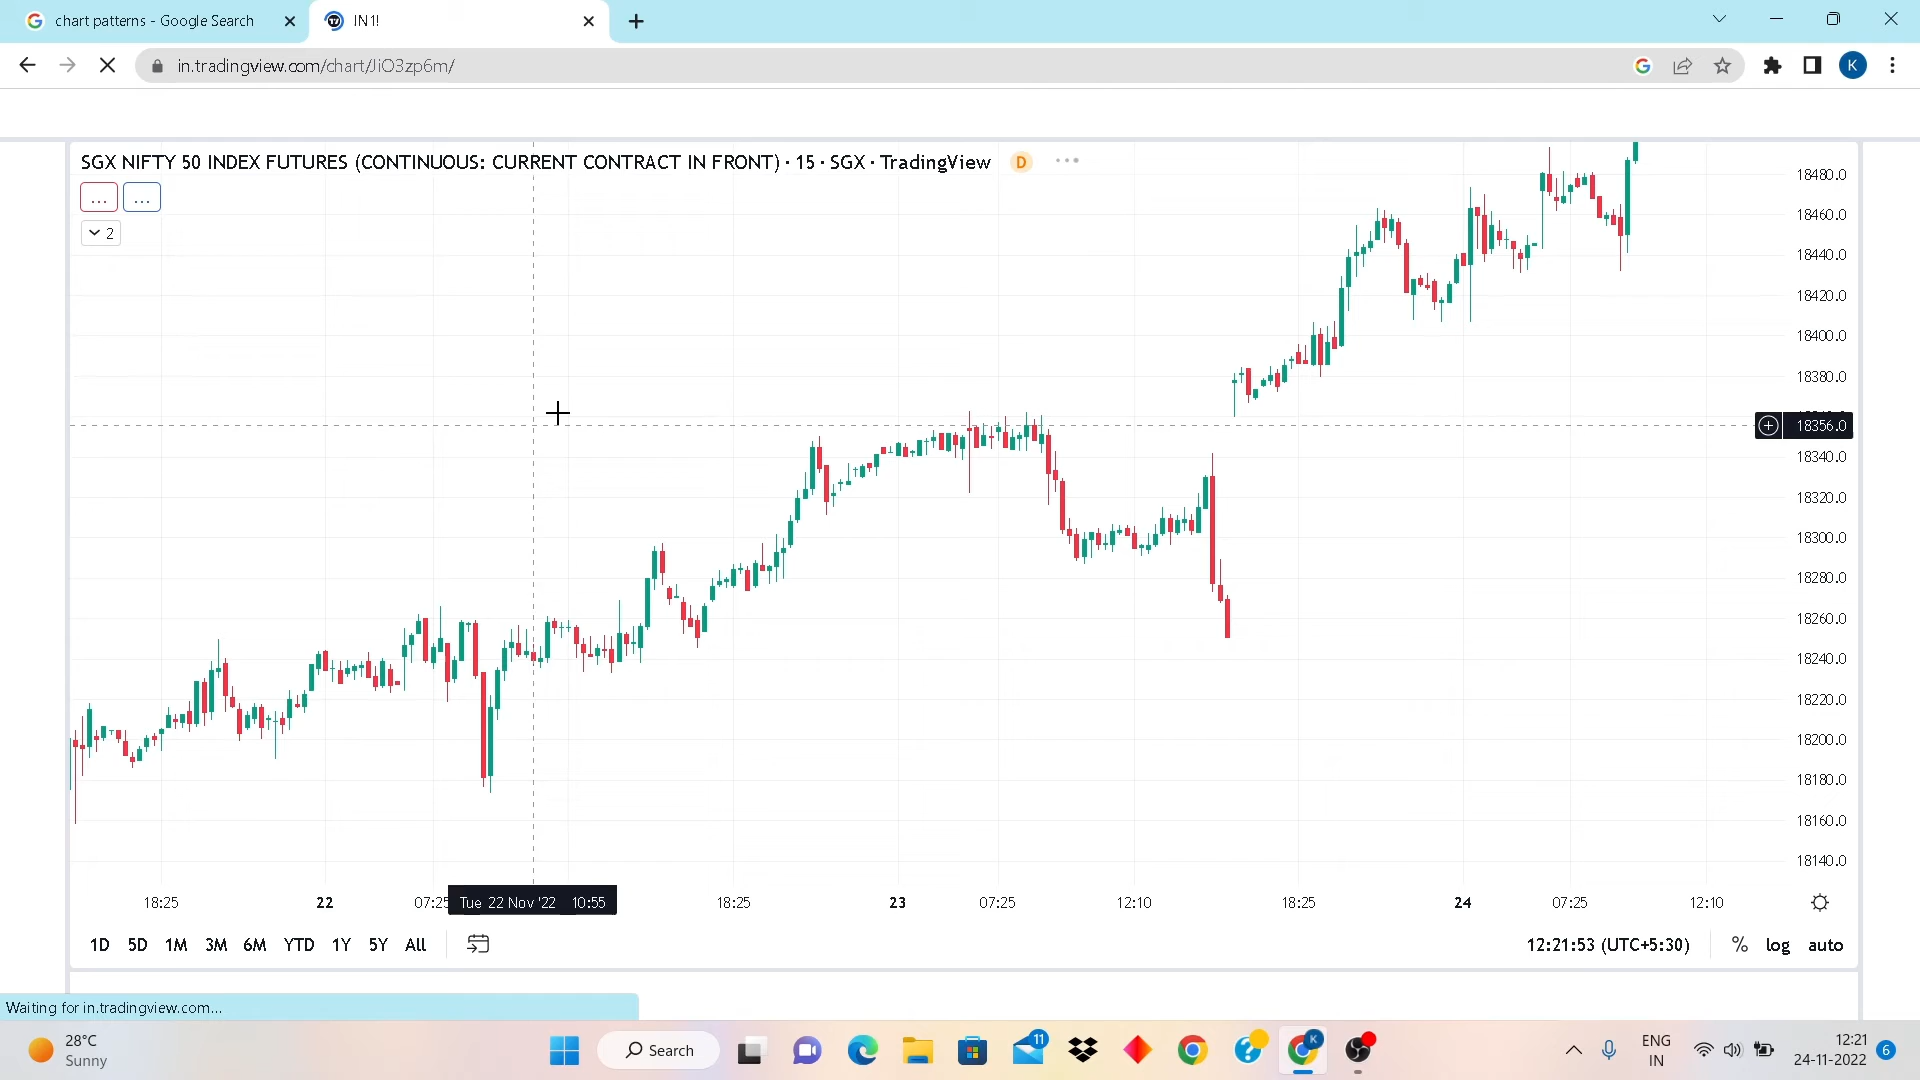 chart patterns - Google Search
IN1!
in.tradingview.com/chart/JiO3zp6m/
K
SGX NIFTY 50 INDEX FUTURES (CONTINUOUS: CURRENT CONTRACT IN FRONT) · 15 · SGX · TradingView D ...
... ...
2
18480.0
18460.0
18440.0
18420.0
18400.0
18380.0
18356.0
18340.0
18320.0
18300.0
18280.0
18260.0
18240.0
18220.0
18200.0
18180.0
18160.0
18140.0
18:25 22 07:25 Tue 22 Nov '22 10:55 18:25 23 07:25 12:10 18:25 24 07:25 12:10
1D 5D 1M 3M 6M YTD 1Y 5Y All 12:21:53 (UTC+5:30) % log auto
Waiting for in.tradingview.com...
28°C
Sunny
Search
11
K
ENG
IN
12:21
24-11-2022
6